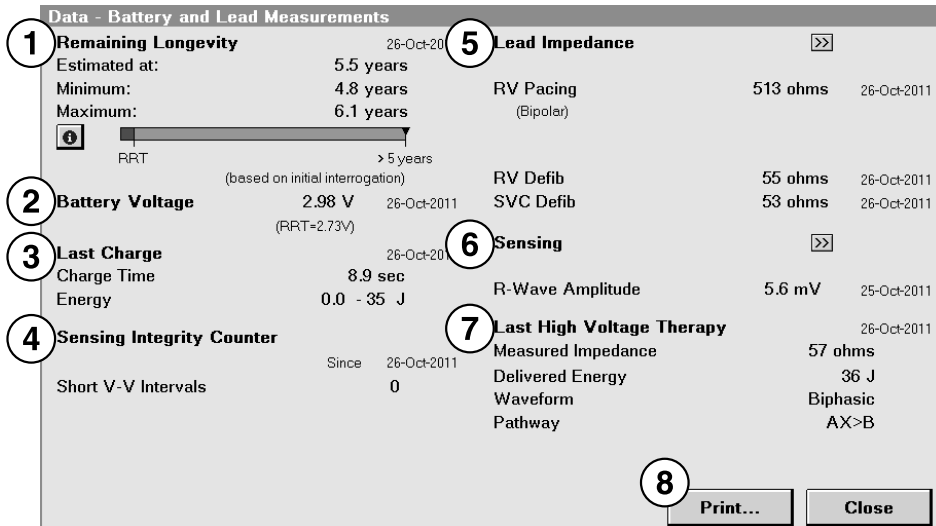 Data - Battery and Lead Measurements
1 Remaining Longevity 26-Oct-20
Estimated at: 5.5 years
Minimum: 4.8 years
Maximum: 6.1 years
RRT > 5 years
(based on initial interrogation)
2 Battery Voltage 2.98 V 26-Oct-2011
(RRT=2.73V)
3 Last Charge 26-Oct-20
Charge Time 8.9 sec
Energy 0.0 - 35 J
4 Sensing Integrity Counter
Since 26-Oct-2011
Short V-V Intervals 0
5 Lead Impedance >>
RV Pacing 513 ohms 26-Oct-2011
(Bipolar)
RV Defib 55 ohms 26-Oct-2011
SVC Defib 53 ohms 26-Oct-2011
6 Sensing >>
R-Wave Amplitude 5.6 mV 25-Oct-2011
7 Last High Voltage Therapy 26-Oct-2011
Measured Impedance 57 ohms
Delivered Energy 36 J
Waveform Biphasic
Pathway AX>B
8 Print... Close